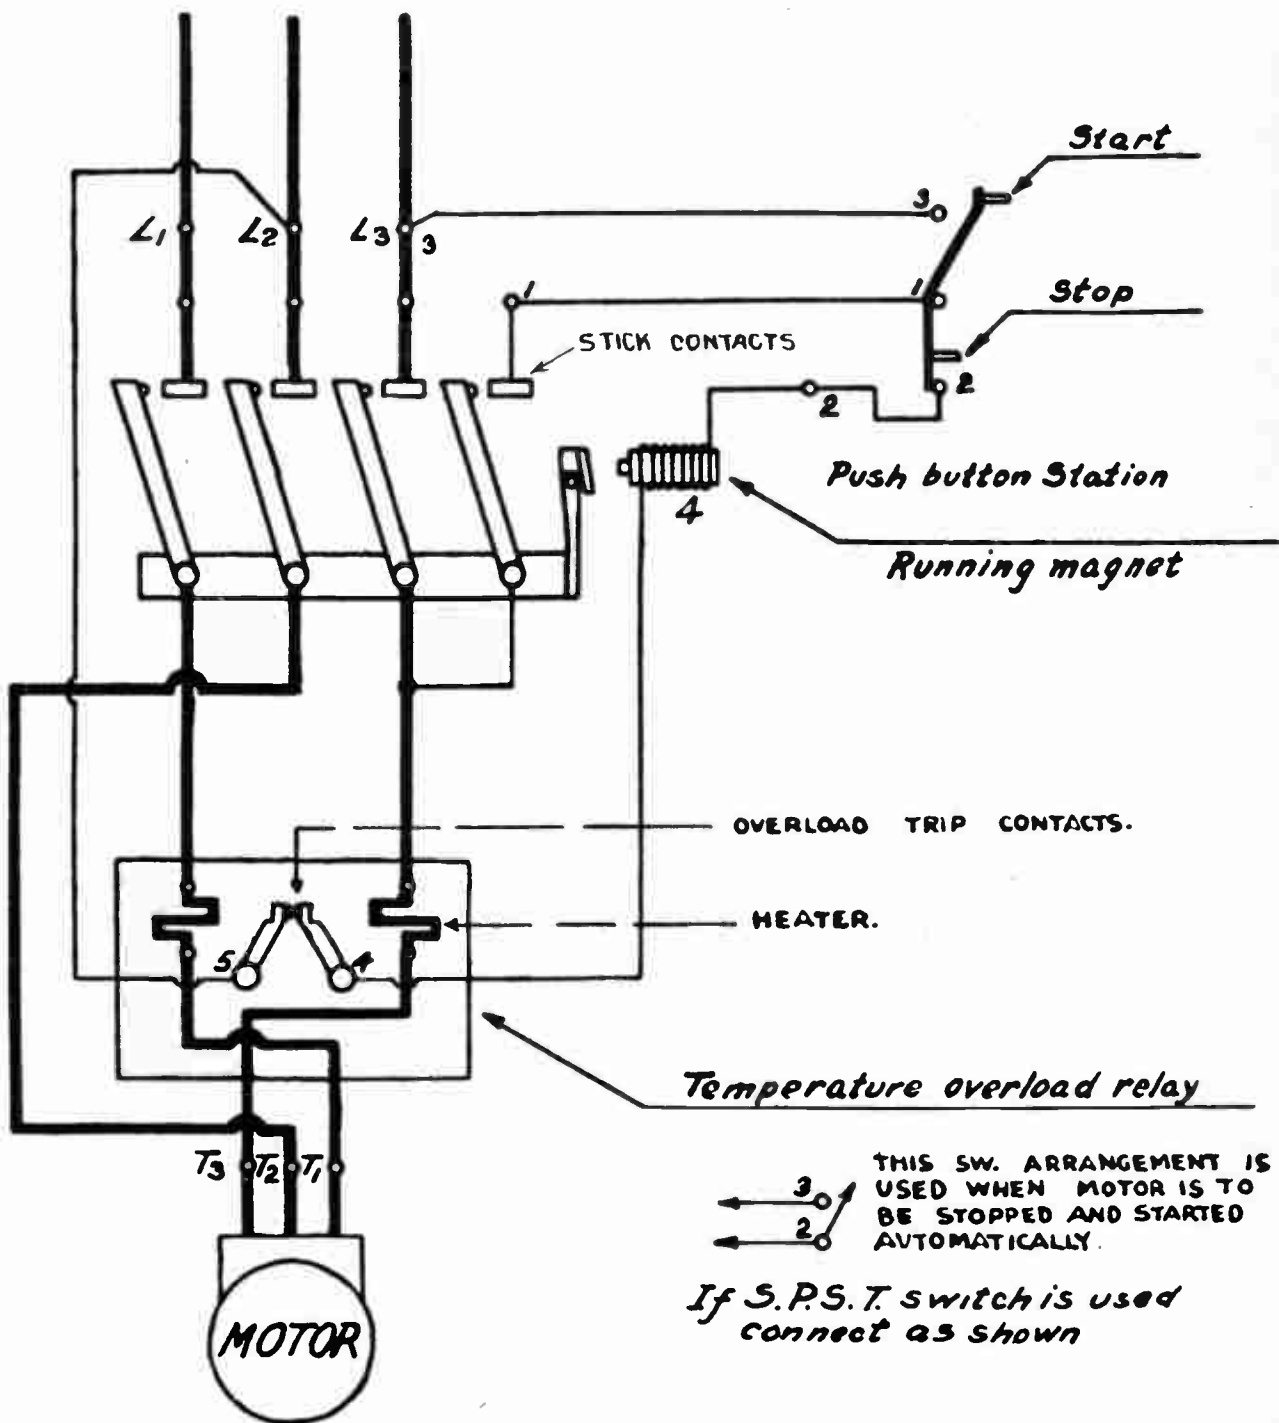 Start
L1 L2 L3 3 3
1 1
Stop
STICK CONTACTS
2 2
4
Push button Station
Running magnet
OVERLOAD TRIP CONTACTS.
HEATER.
5 4
Temperature overload relay
T3 T2 T1
3 THIS SW. ARRANGEMENT IS
USED WHEN MOTOR IS TO
2 BE STOPPED AND STARTED
AUTOMATICALLY.
If S.P.S.T. switch is used
connect as shown
MOTOR